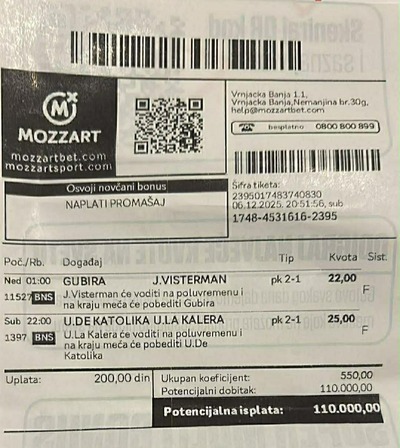 Vrnjacka Banja 1.1,
Vrnjacka Banja,Nemanjina br.30g,
help@mozzartbet.com
besplatno 0800 800 899
MOZZART
mozzartbet.com
mozzartsport.com
Osvoji novčani bonus
NAPLATI PROMAŠAJ
Šifra tiketa:
2395017483740830
06.12.2025, 20:51:56, sub
1748-4531616-2395
Poč./Rb. Događaj Tip Kvota Sist.
Ned 01:00 GUBIRA J.VISTERMAN pk 2-1 22,00
11527 BNS J.Visterman će voditi na poluvremenu i F
na kraju meča će pobediti Gubira
Sub 22:00 U.DE KATOLIKA U.LA KALERA pk 2-1 25,00
1397 BNS U.La Kalera će voditi na poluvremenu i F
na kraju meča će pobediti U.De
Katolika
Uplata: 200,00 din Ukupan koeficijent: 550,00
Potencijalni dobitak: 110.000,00
Potencijalna isplata: 110.000,00